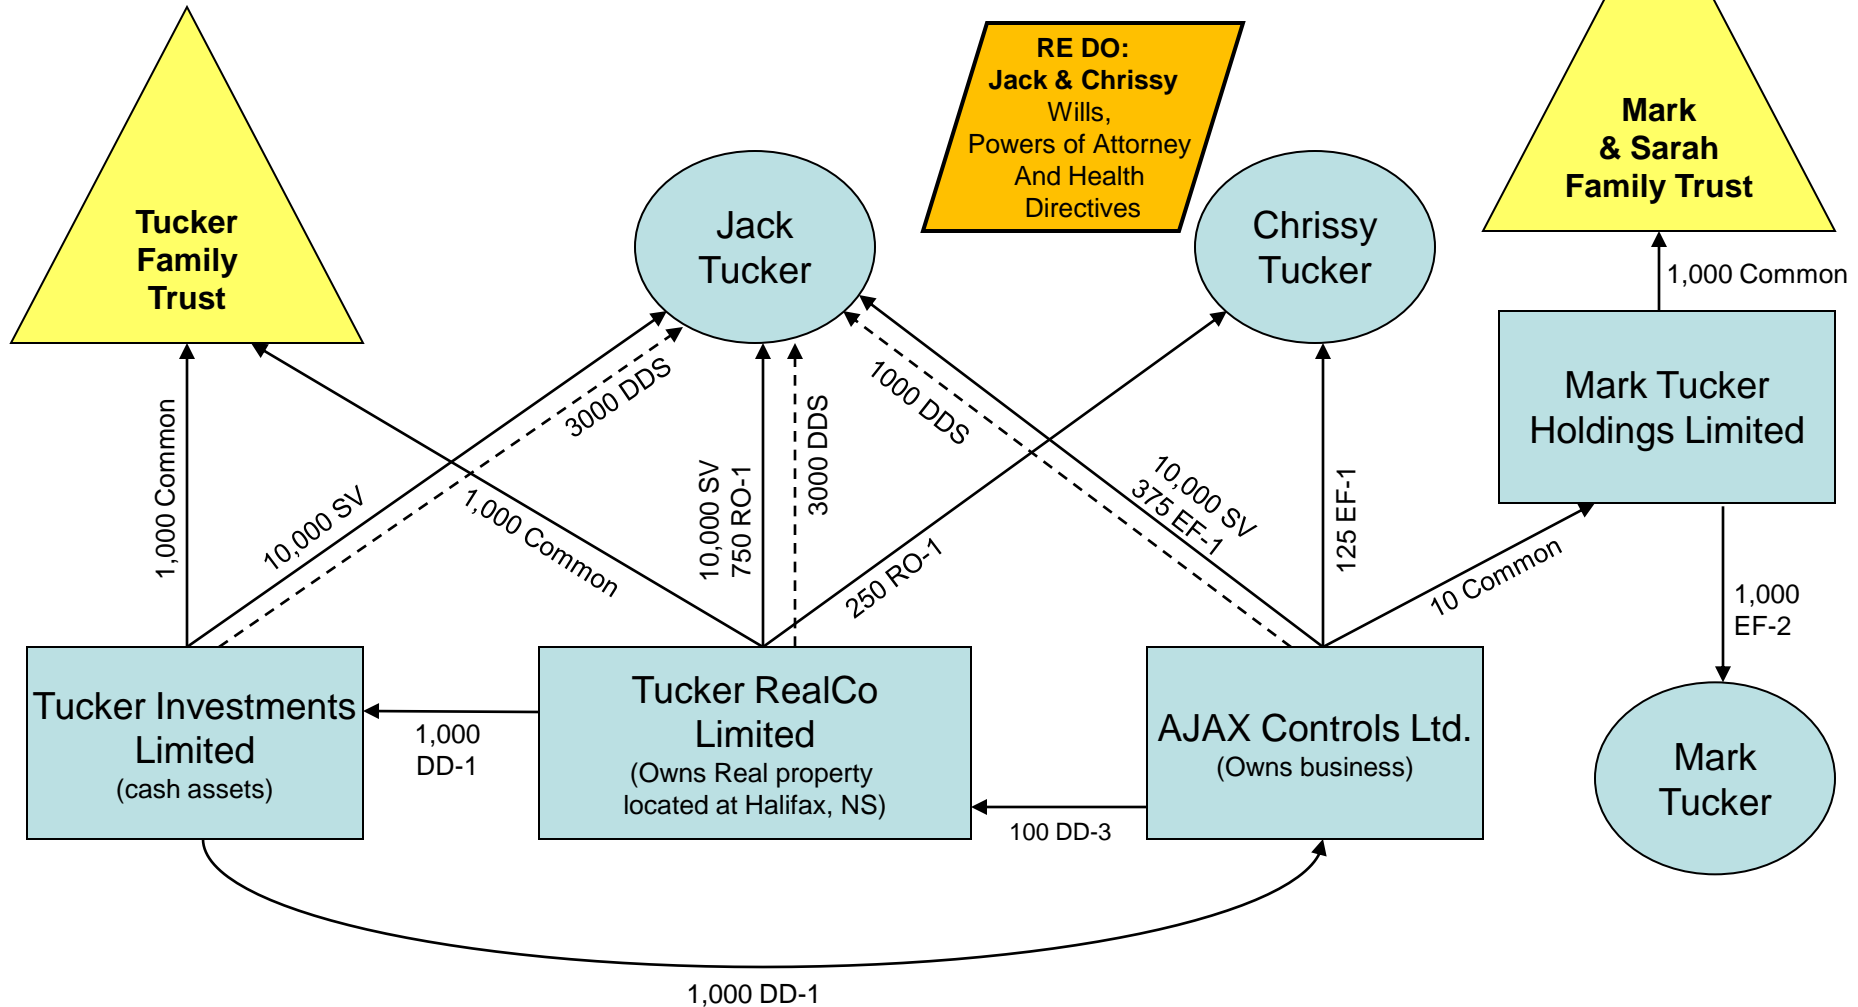 RE DO:
Jack & Chrissy
Wills,
Powers of Attorney
And Health
Directives
Mark
& Sarah
Family Trust
Tucker
Family
Trust
Jack
Tucker
Chrissy
Tucker
1,000 Common
Mark Tucker
Holdings Limited
1,000 Common
10,000 SV
3000 DDS
1,000 Common
10,000 SV
750 RO-1
3000 DDS
250 RO-1
1000 DDS
10,000 SV
375 EF-1
125 EF-1
10 Common
1,000
EF-2
Tucker Investments
Limited
(cash assets)
1,000
DD-1
Tucker RealCo
Limited
(Owns Real property
located at Halifax, NS)
100 DD-3
AJAX Controls Ltd.
(Owns business)
Mark
Tucker
1,000 DD-1